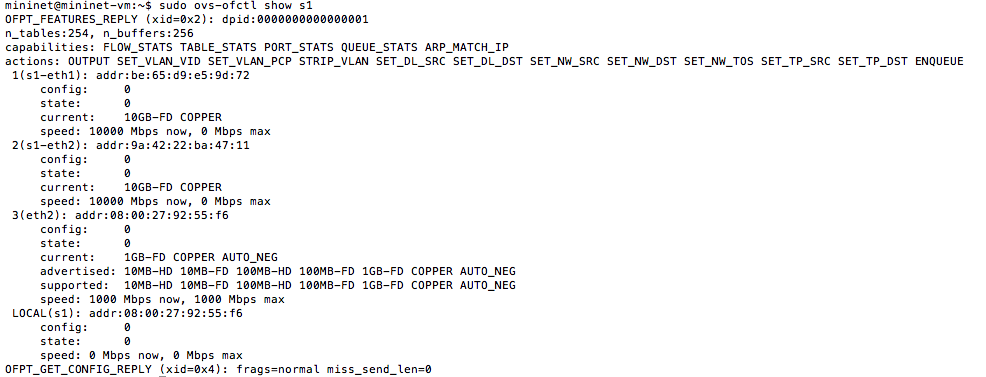 mininet@mininet-vm:~$ sudo ovs-ofctl show s1
OFPT_FEATURES_REPLY (xid=0x2): dpid:0000000000000001
n_tables:254, n_buffers:256
capabilities: FLOW_STATS TABLE_STATS PORT_STATS QUEUE_STATS ARP_MATCH_IP
actions: OUTPUT SET_VLAN_VID SET_VLAN_PCP STRIP_VLAN SET_DL_SRC SET_DL_DST SET_NW_SRC SET_NW_DST SET_NW_TOS SET_TP_SRC SET_TP_DST ENQUEUE
 1(s1-eth1): addr:be:65:d9:e5:9d:72
     config:     0
     state:      0
     current:    10GB-FD COPPER
     speed: 10000 Mbps now, 0 Mbps max
 2(s1-eth2): addr:9a:42:22:ba:47:11
     config:     0
     state:      0
     current:    10GB-FD COPPER
     speed: 10000 Mbps now, 0 Mbps max
 3(eth2): addr:08:00:27:92:55:f6
     config:     0
     state:      0
     current:    1GB-FD COPPER AUTO_NEG
     advertised: 10MB-HD 10MB-FD 100MB-HD 100MB-FD 1GB-FD COPPER AUTO_NEG
     supported:  10MB-HD 10MB-FD 100MB-HD 100MB-FD 1GB-FD COPPER AUTO_NEG
     speed: 1000 Mbps now, 1000 Mbps max
 LOCAL(s1): addr:08:00:27:92:55:f6
     config:     0
     state:      0
     speed: 0 Mbps now, 0 Mbps max
OFPT_GET_CONFIG_REPLY (xid=0x4): frags=normal miss_send_len=0